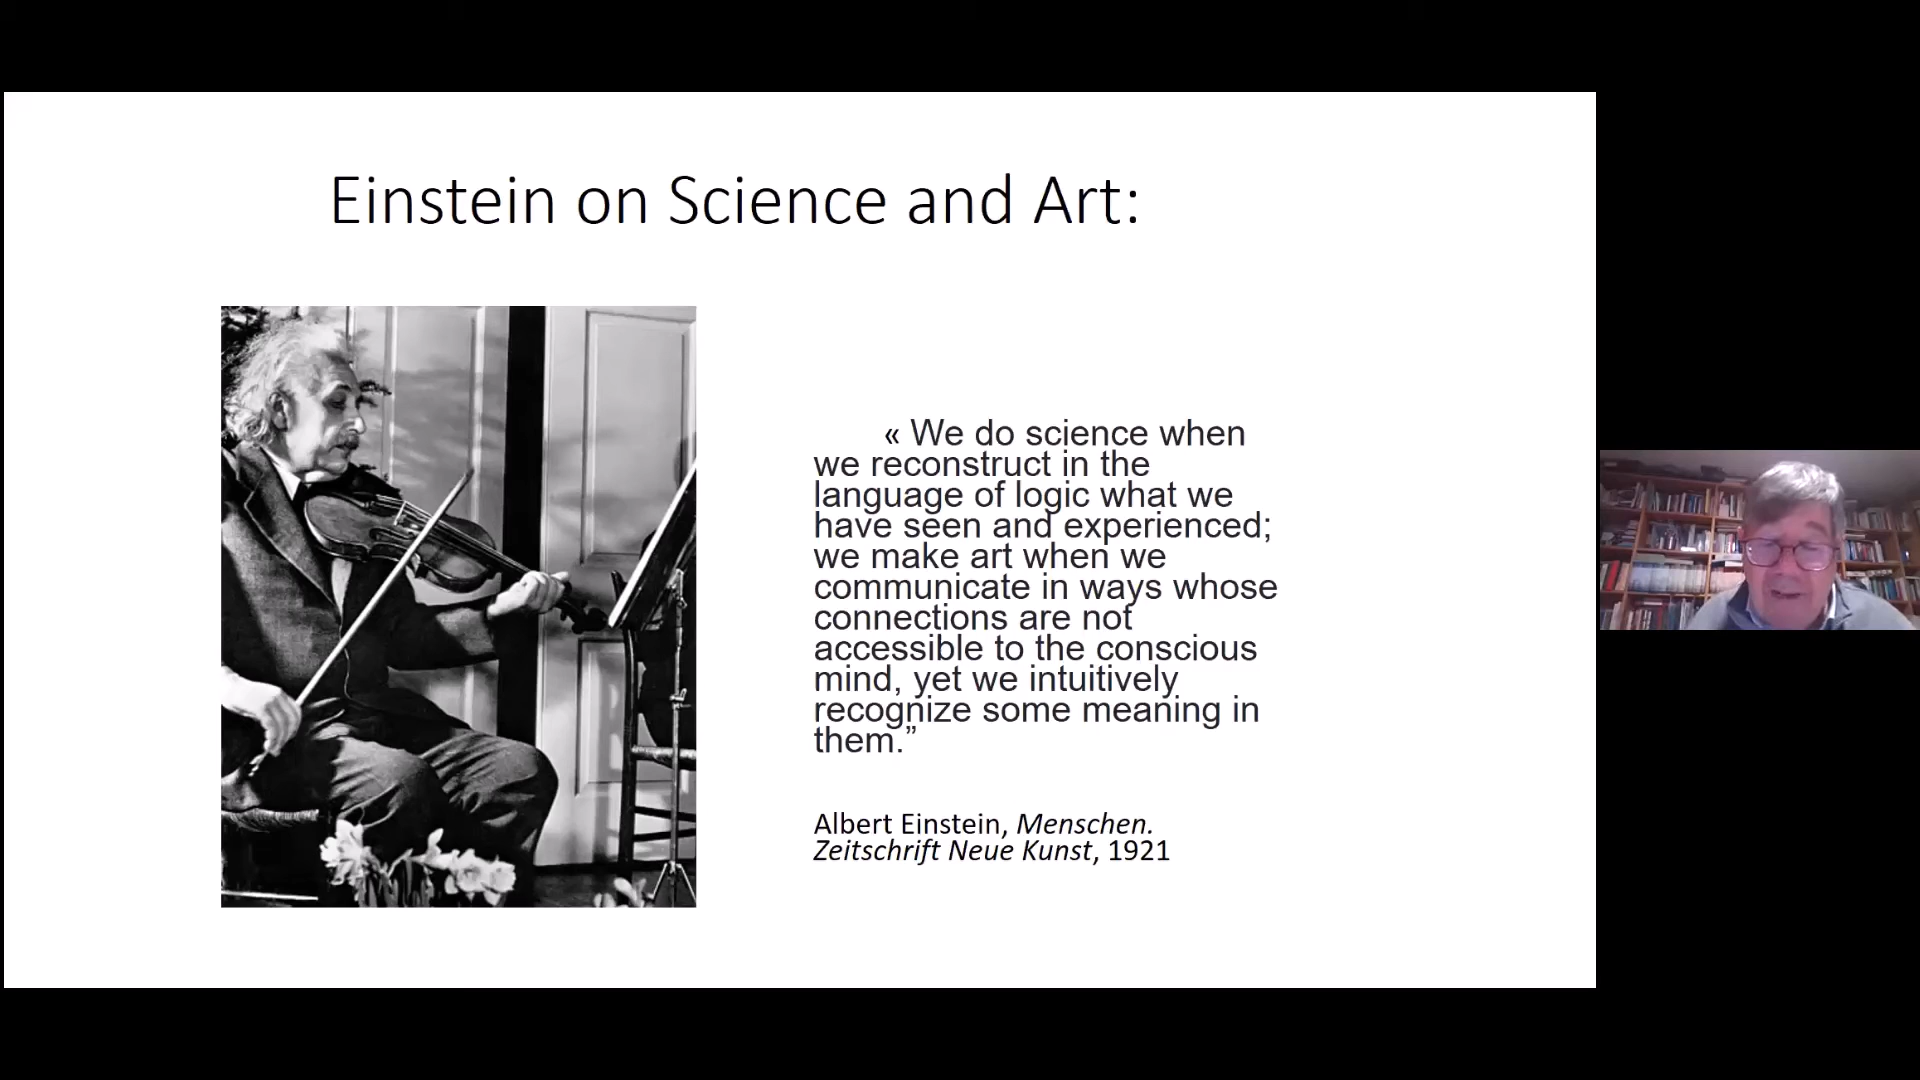 Einstein on Science and Art:
« We do science when
we reconstruct in the
language of logic what we
have seen and experienced;
we make art when we
communicate in ways whose
connections are not
accessible to the conscious
mind, yet we intuitively
recognize some meaning in
them.”
Albert Einstein, Menschen.
Zeitschrift Neue Kunst, 1921